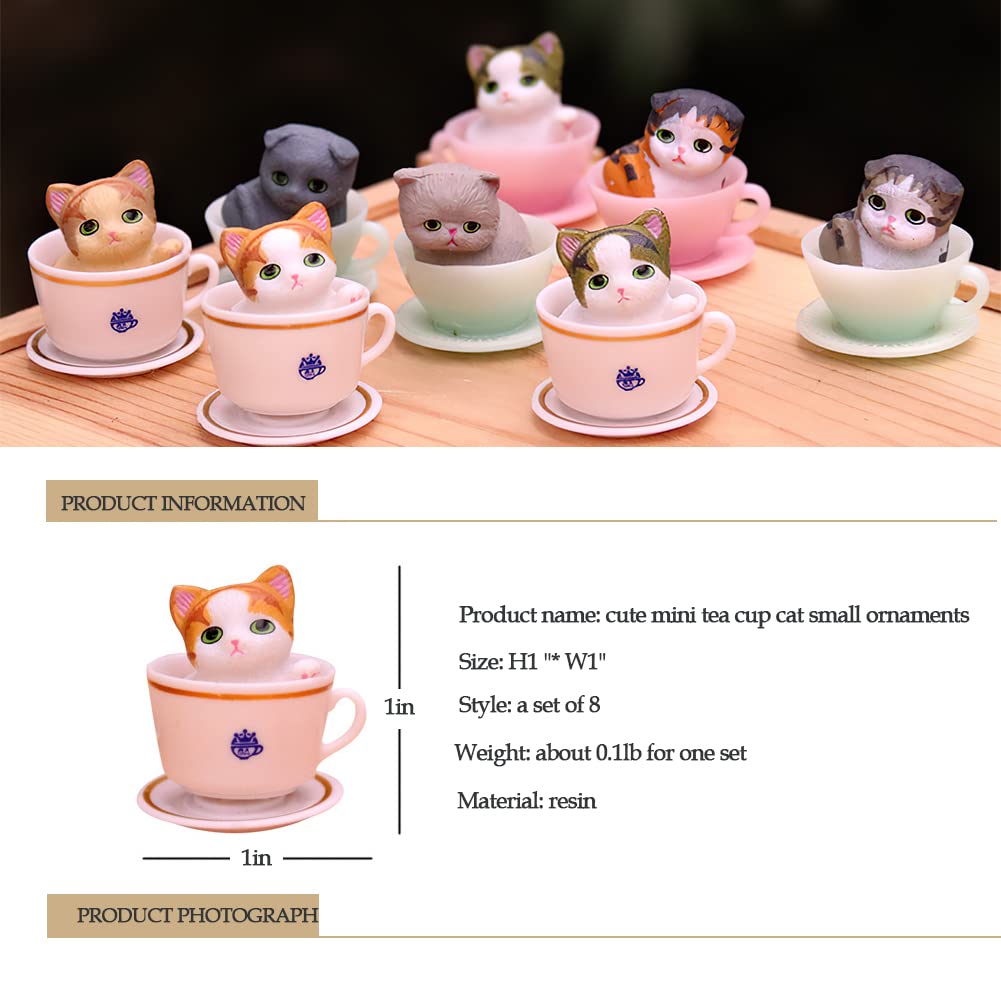 PRODUCT INFORMATION
Product name: cute mini tea cup cat small ornaments
Size: H1 "* W1"
1in
Style: a set of 8
Weight: about 0.1lb for one set
Material: resin
1in
PRODUCT PHOTOGRAPH